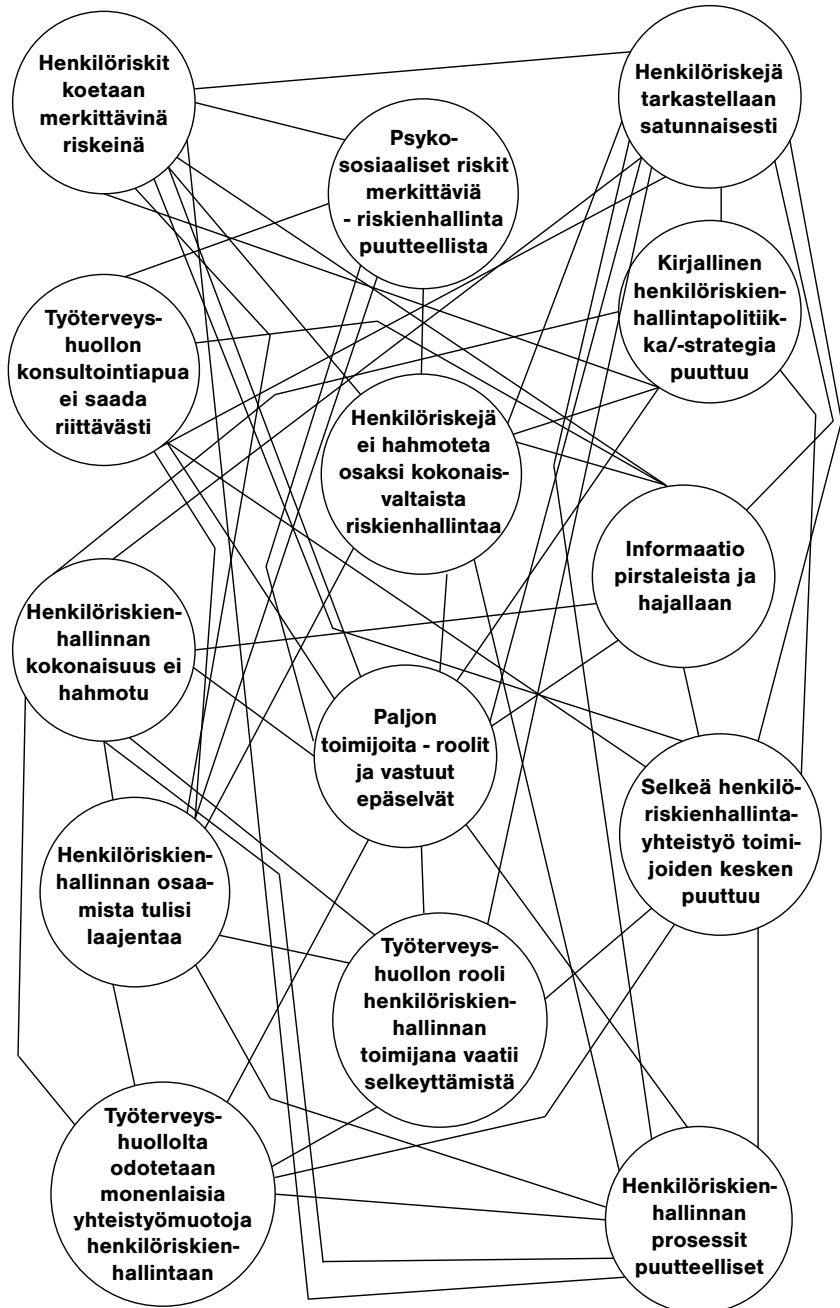 Henkilöriskit
koetaan
merkittävinä
riskeinä
Henkilöriskejä
tarkastellaan
satunnaisesti
Psyko-
sosiaaliset riskit
merkittäviä
- riskienhallinta
puutteellista
Kirjallinen
henkilöriskien-
hallintapolitiik-
ka/-strategia
puuttuu
Työterveys-
huollon
konsultointiapua
ei saada
riittävästi
Henkilöriskejä
ei hahmoteta
osaksi kokonais-
valtaista
riskienhallintaa
Informaatio
pirstaleista ja
hajallaan
Henkilöriskien-
hallinnan
kokonaisuus ei
hahmotu
Paljon
toimijoita - roolit
ja vastuut
epäselvät
Selkeä henkilö-
riskienhallinta-
yhteistyö toimi-
joiden kesken
puuttuu
Henkilöriskien-
hallinnan osaa-
mista tulisi
laajentaa
Työterveys-
huollon rooli
henkilöriskien-
hallinnan
toimijana vaatii
selkeyttämistä
Työterveys-
huollolta
odotetaan
monenlaisia
yhteistyömuotoja
henkilöriskien-
hallintaan
Henkilöriskien-
hallinnan
prosessit
puutteelliset